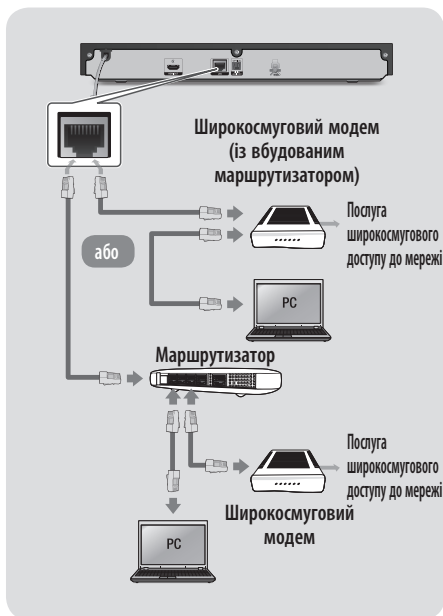 Широкосмуговий модем
(із вбудованим
маршрутизатором)
Послуга
широкосмугового
доступу до мережі
або
PC
Маршрутизатор
Послуга
широкосмугового
доступу до мережі
Широкосмуговий
модем
PC